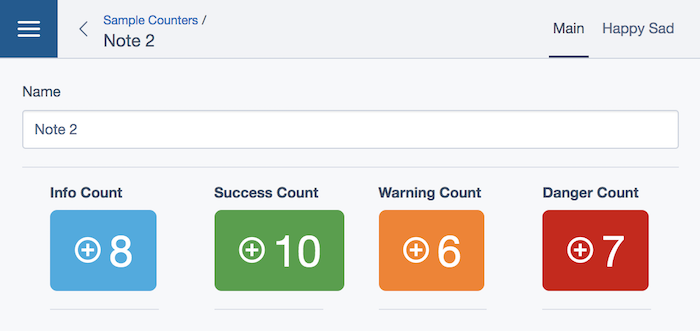 Sample Counters /
Note 2
Main Happy Sad
Name
Note 2
Info Count Success Count Warning Count Danger Count
8 10 6 7